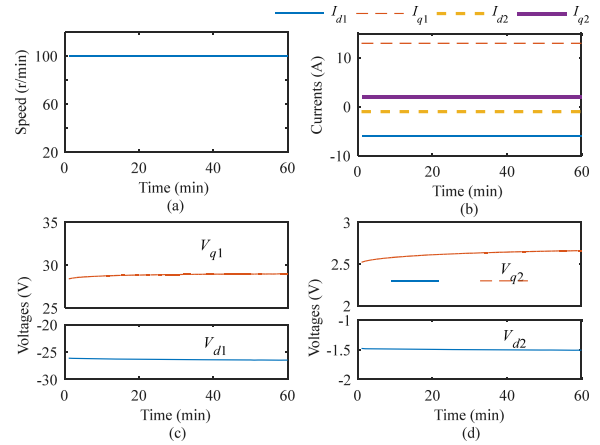 I_d1 I_q1 I_d2 I_q2
Speed (r/min)
100
60
20
0 20 40 60
Time (min)
(a)
Currents (A)
10
0
-10
0 20 40 60
Time (min)
(b)
Voltages (V)
35
30
25
V_q1
-20
-25
-30
V_d1
0 20 40 60
Time (min)
(c)
Voltages (V)
3
2.5
2
V_q2
-1
-1.5
-2
V_d2
0 20 40 60
Time (min)
(d)